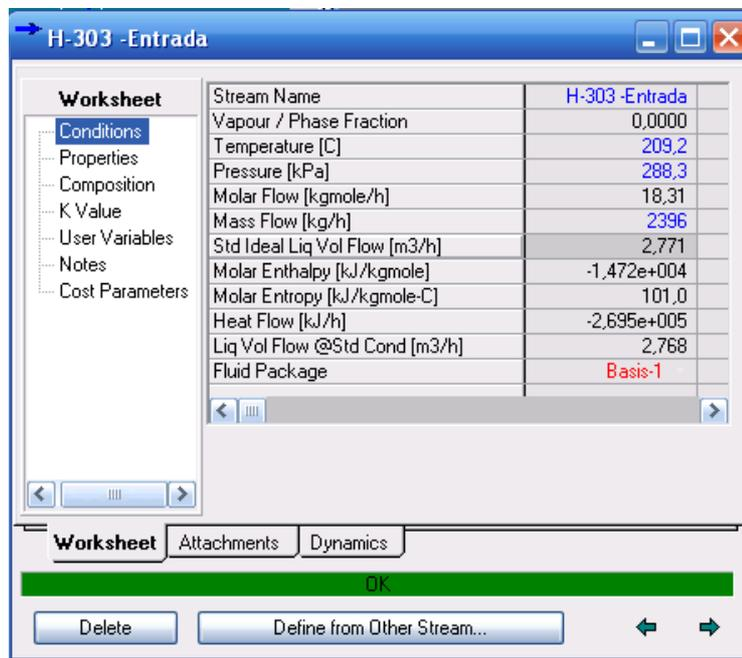 H-303 -Entrada
Worksheet
Conditions
Properties
Composition
K Value
User Variables
Notes
Cost Parameters
Stream Name H-303 -Entrada
Vapour / Phase Fraction 0,0000
Temperature [C] 209,2
Pressure [kPa] 288,3
Molar Flow [kgmole/h] 18,31
Mass Flow [kg/h] 2396
Std Ideal Liq Vol Flow [m3/h] 2,771
Molar Enthalpy [kJ/kgmole] -1,472e+004
Molar Entropy [kJ/kgmole-C] 101,0
Heat Flow [kJ/h] -2,695e+005
Liq Vol Flow @Std Cond [m3/h] 2,768
Fluid Package Basis-1
Worksheet Attachments Dynamics
OK
Delete Define from Other Stream...